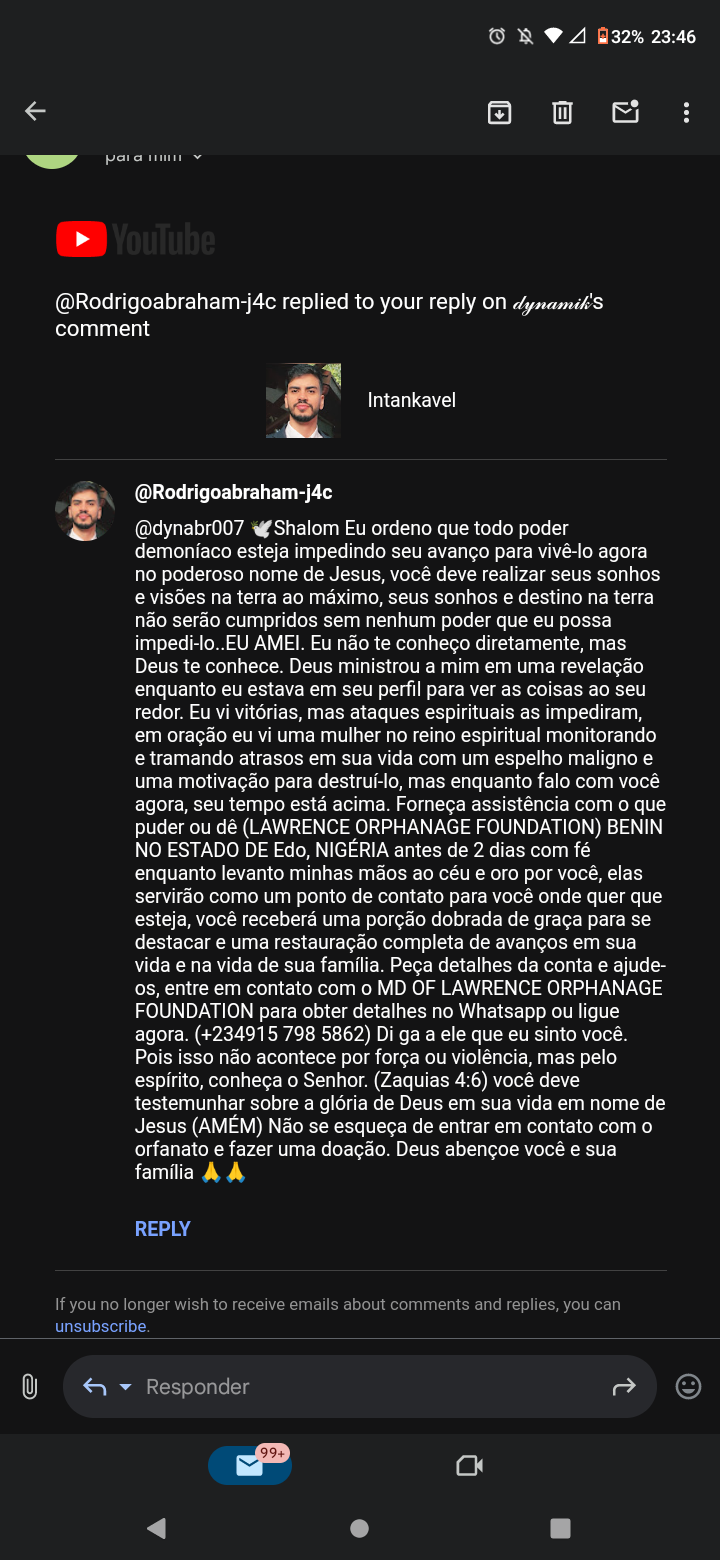 32% 23:46
para mim
YouTube
@Rodrigoabraham-j4c replied to your reply on 𝒹𝓎𝓃𝒶𝓂𝒾𝓀's
comment
Intankavel
@Rodrigoabraham-j4c
@dynabr007 🕊️Shalom Eu ordeno que todo poder
demoníaco esteja impedindo seu avanço para vivê-lo agora
no poderoso nome de Jesus, você deve realizar seus sonhos
e visões na terra ao máximo, seus sonhos e destino na terra
não serão cumpridos sem nenhum poder que eu possa
impedi-lo..EU AMEI. Eu não te conheço diretamente, mas
Deus te conhece. Deus ministrou a mim em uma revelação
enquanto eu estava em seu perfil para ver as coisas ao seu
redor. Eu vi vitórias, mas ataques espirituais as impediram,
em oração eu vi uma mulher no reino espiritual monitorando
e tramando atrasos em sua vida com um espelho maligno e
uma motivação para destruí-lo, mas enquanto falo com você
agora, seu tempo está acima. Forneça assistência com o que
puder ou dê (LAWRENCE ORPHANAGE FOUNDATION) BENIN
NO ESTADO DE Edo, NIGÉRIA antes de 2 dias com fé
enquanto levanto minhas mãos ao céu e oro por você, elas
servirão como um ponto de contato para você onde quer que
esteja, você receberá uma porção dobrada de graça para se
destacar e uma restauração completa de avanços em sua
vida e na vida de sua família. Peça detalhes da conta e ajude-
os, entre em contato com o MD OF LAWRENCE ORPHANAGE
FOUNDATION para obter detalhes no Whatsapp ou ligue
agora. (+234915 798 5862) Di ga a ele que eu sinto você.
Pois isso não acontece por força ou violência, mas pelo
espírito, conheça o Senhor. (Zaquias 4:6) você deve
testemunhar sobre a glória de Deus em sua vida em nome de
Jesus (AMÉM) Não se esqueça de entrar em contato com o
orfanato e fazer uma doação. Deus abençoe você e sua
família 🙏🙏
REPLY
If you no longer wish to receive emails about comments and replies, you can
unsubscribe.
Responder
99+